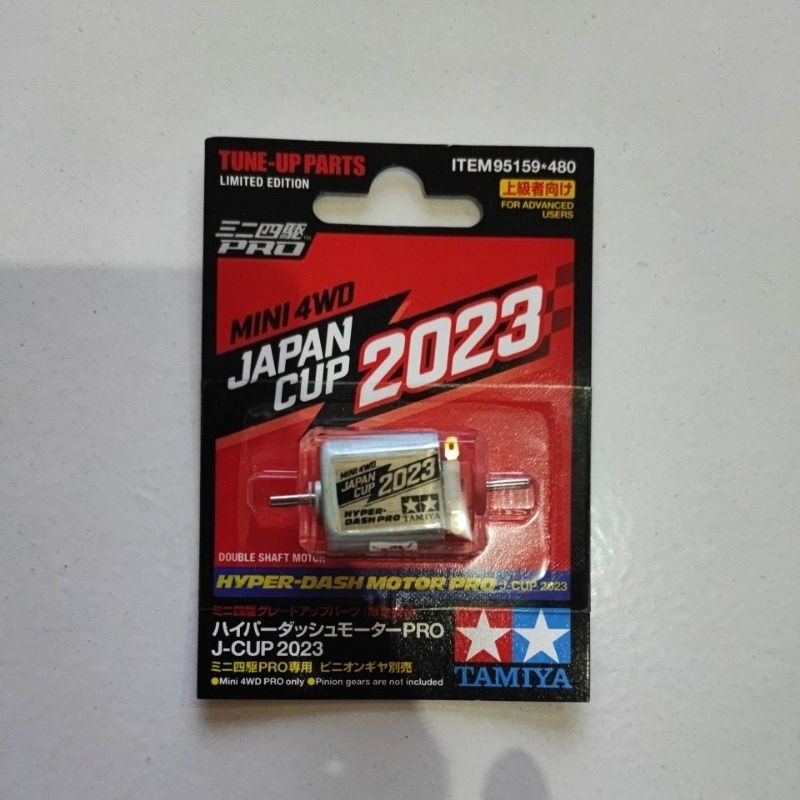 TUNE-UP PARTS
LIMITED EDITION
ITEM 95159*480
上級者向け
FOR ADVANCED
USERS
ミニ四駆
PRO
MINI 4WD
JAPAN
CUP
2023
MINI 4WD
JAPAN
CUP
2023
HYPER-
DASH PRO
TAMIYA
DOUBLE SHAFT MOTOR
HYPER-DASH MOTOR PRO J-CUP 2023
ミニ四駆グレードアップパーツ
ハイパーダッシュモーターPRO
J-CUP 2023
ミニ四駆PRO専用 ピニオンギヤ別売
●Mini 4WD PRO only ●Pinion gears are not included
TAMIYA